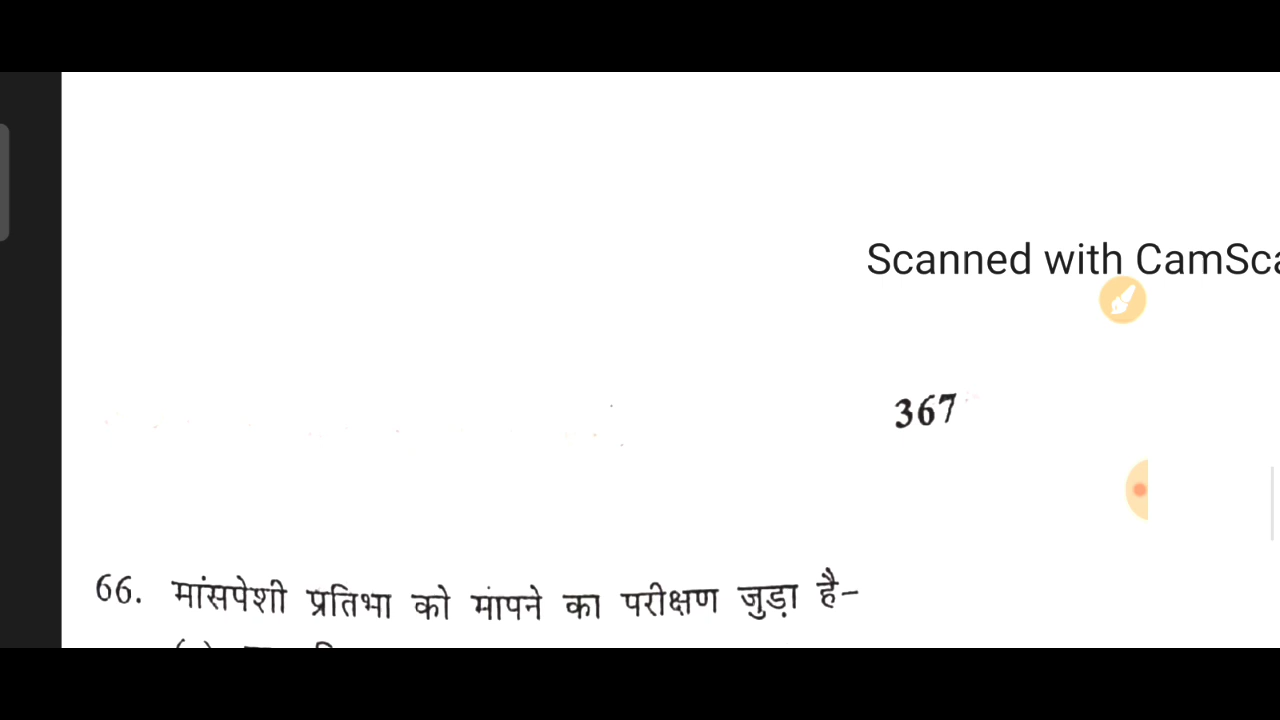 Scanned with CamSca
367
66. मांसपेशी प्रतिभा को मांपने का परीक्षण जुड़ा है-